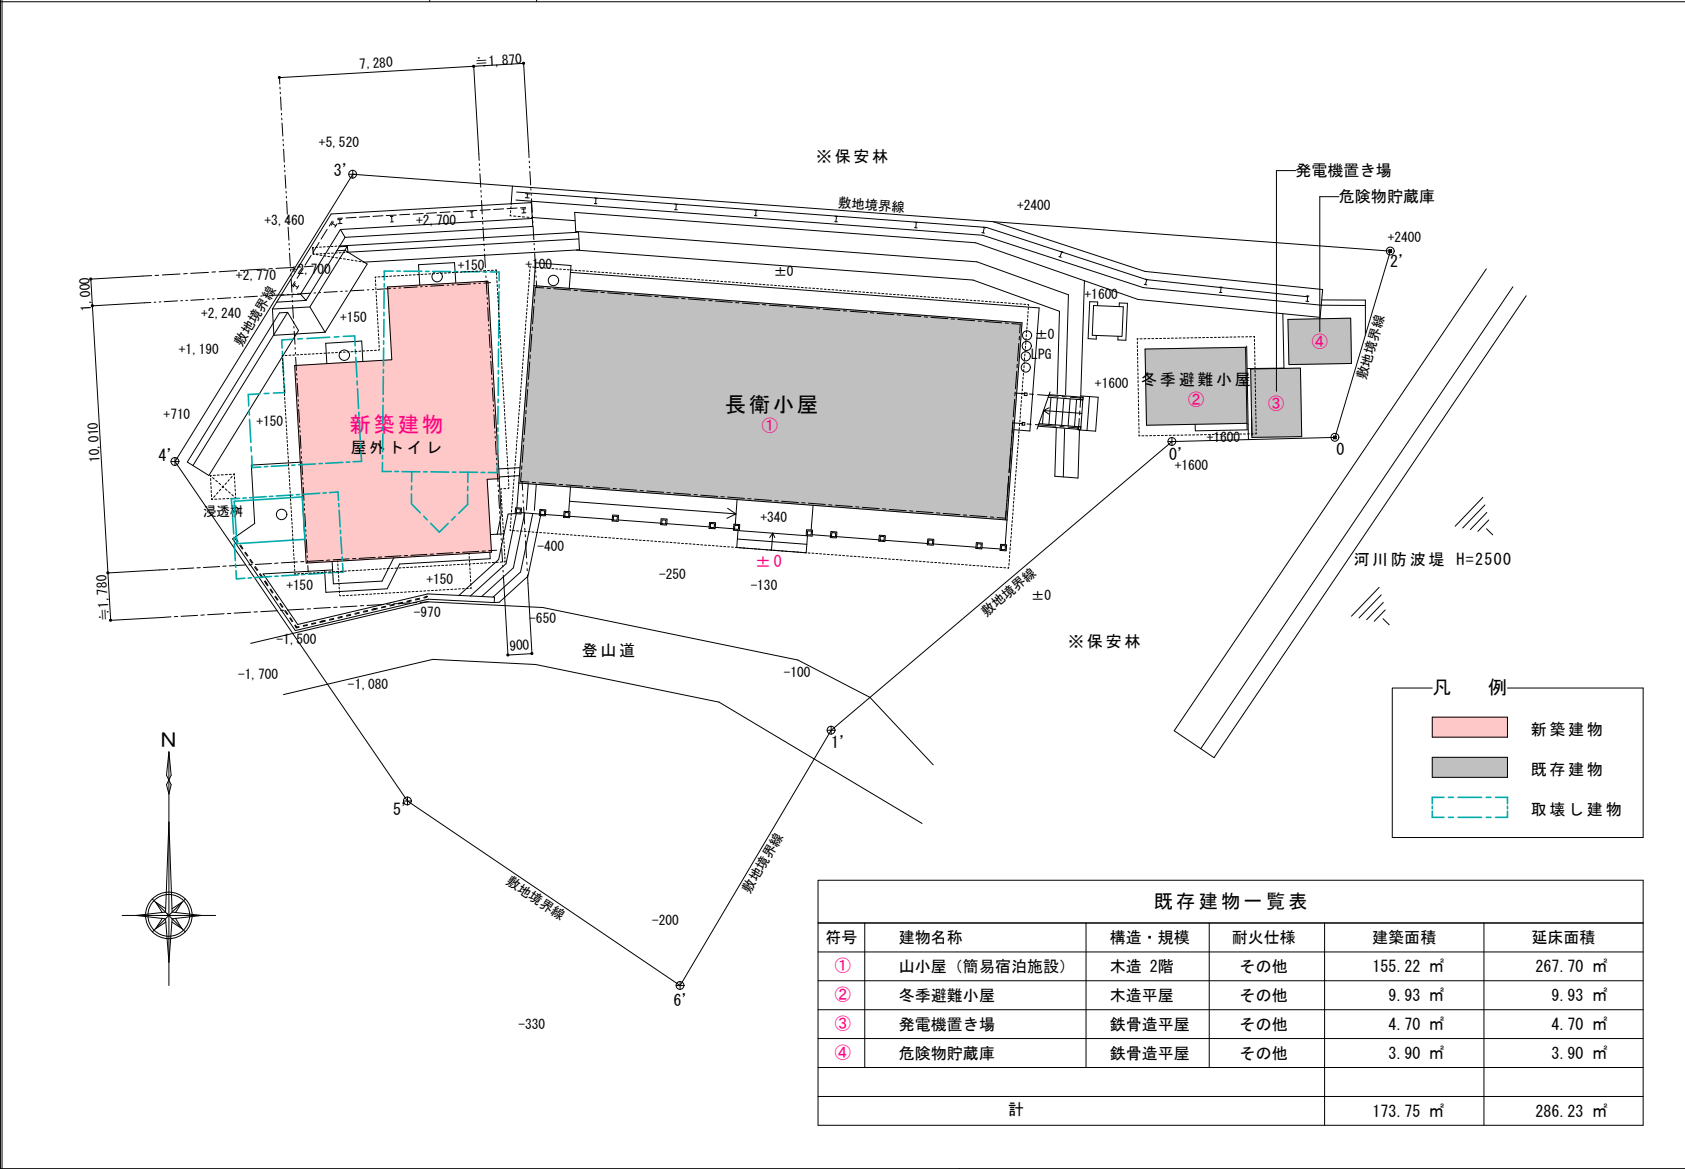 7,280
≒1,870
+5,520
3'
※保安林
発電機置き場
危険物貯蔵庫
敷地境界線
+2400
+2400
2'
+3,460
+2,700
+2,770
+2,700
+150
+100
±0
1,000
敷地境界線
+2,240
+150
+1600
+1,190
±0
LPG
④
敷地境界線
+1600
冬季避難小屋
②
③
長衛小屋
①
+710
+150
新築建物
屋外トイレ
10,010
4'
+1600
0
0'
+1600
浸透桝
+340
-400
±0
河川防波堤 H=2500
-250
-130
+150
+150
≒1,780
敷地境界線
±0
-970
-650
-1,500
900
登山道
※保安林
-1,700
-1,080
-100
凡 例
新築建物
既存建物
取壊し建物
1'
N
5'
敷地境界線
敷地境界線
-200
6'
-330
既存建物一覧表
符号 建物名称 構造・規模 耐火仕様 建築面積 延床面積
① 山小屋（簡易宿泊施設） 木造 2階 その他 155.22 ㎡ 267.70 ㎡
② 冬季避難小屋 木造平屋 その他 9.93 ㎡ 9.93 ㎡
③ 発電機置き場 鉄骨造平屋 その他 4.70 ㎡ 4.70 ㎡
④ 危険物貯蔵庫 鉄骨造平屋 その他 3.90 ㎡ 3.90 ㎡
計 173.75 ㎡ 286.23 ㎡